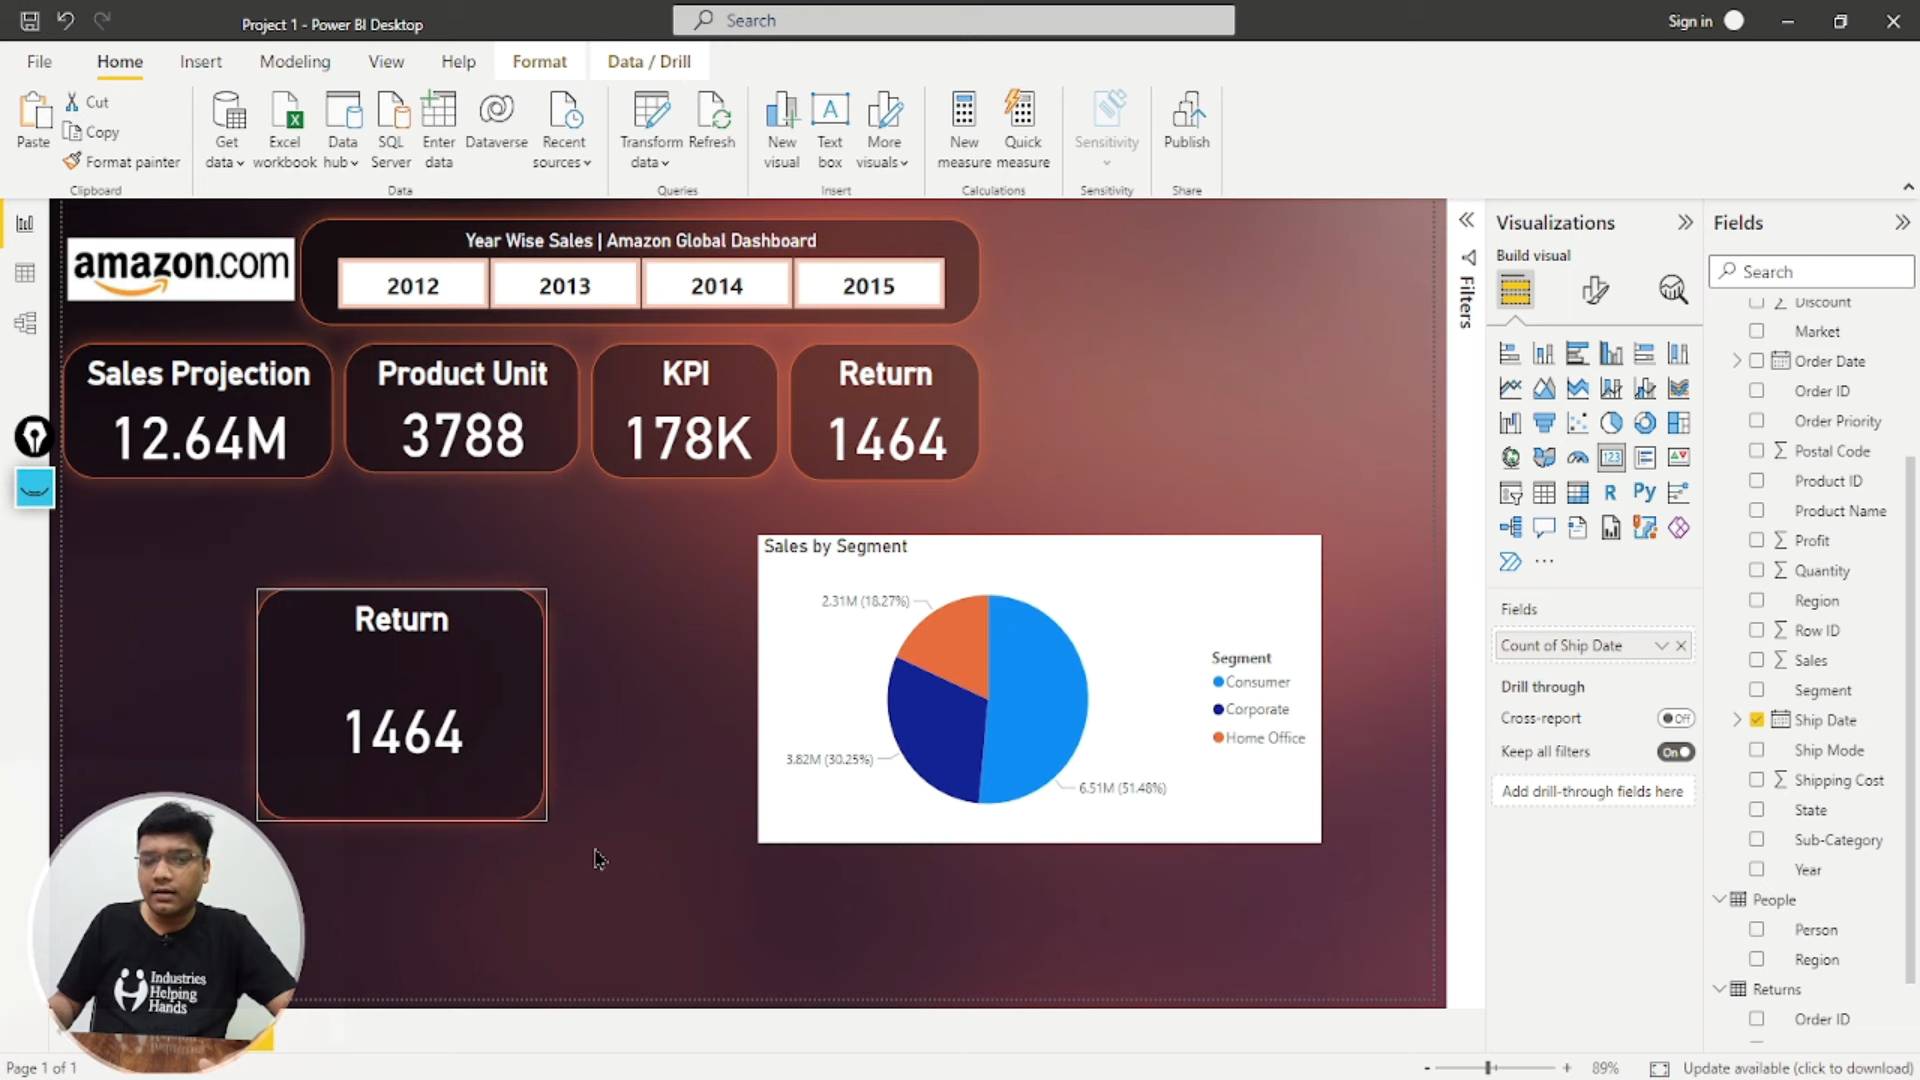 Project 1 - Power BI Desktop
Search
Sign in
File
Home
Insert
Modeling
View
Help
Format
Data / Drill
Paste
Cut
Copy
Format painter
Clipboard
Get data
Excel workbook
Data hub
SQL Server
Enter data
Dataverse
Recent sources
Data
Transform data
Refresh
Queries
New visual
Text box
More visuals
Insert
New measure
Quick measure
Calculations
Sensitivity
Sensitivity
Publish
Share
amazon.com
Year Wise Sales | Amazon Global Dashboard
2012
2013
2014
2015
Sales Projection
12.64M
Product Unit
3788
KPI
178K
Return
1464
Return
1464
Sales by Segment
2.31M (18.27%)
3.82M (30.25%)
6.51M (51.48%)
Segment
Consumer
Corporate
Home Office
Industries
Helping
Hands
Filters
Visualizations
Build visual
123
R
Py
Fields
Count of Ship Date
Drill through
Cross-report
Off
Keep all filters
On
Add drill-through fields here
Fields
Search
Discount
Market
Order Date
Order ID
Order Priority
Postal Code
Product ID
Product Name
Profit
Quantity
Region
Row ID
Sales
Segment
Ship Date
Ship Mode
Shipping Cost
State
Sub-Category
Year
People
Person
Region
Returns
Order ID
Page 1 of 1
- + 89%
Update available (click to download)